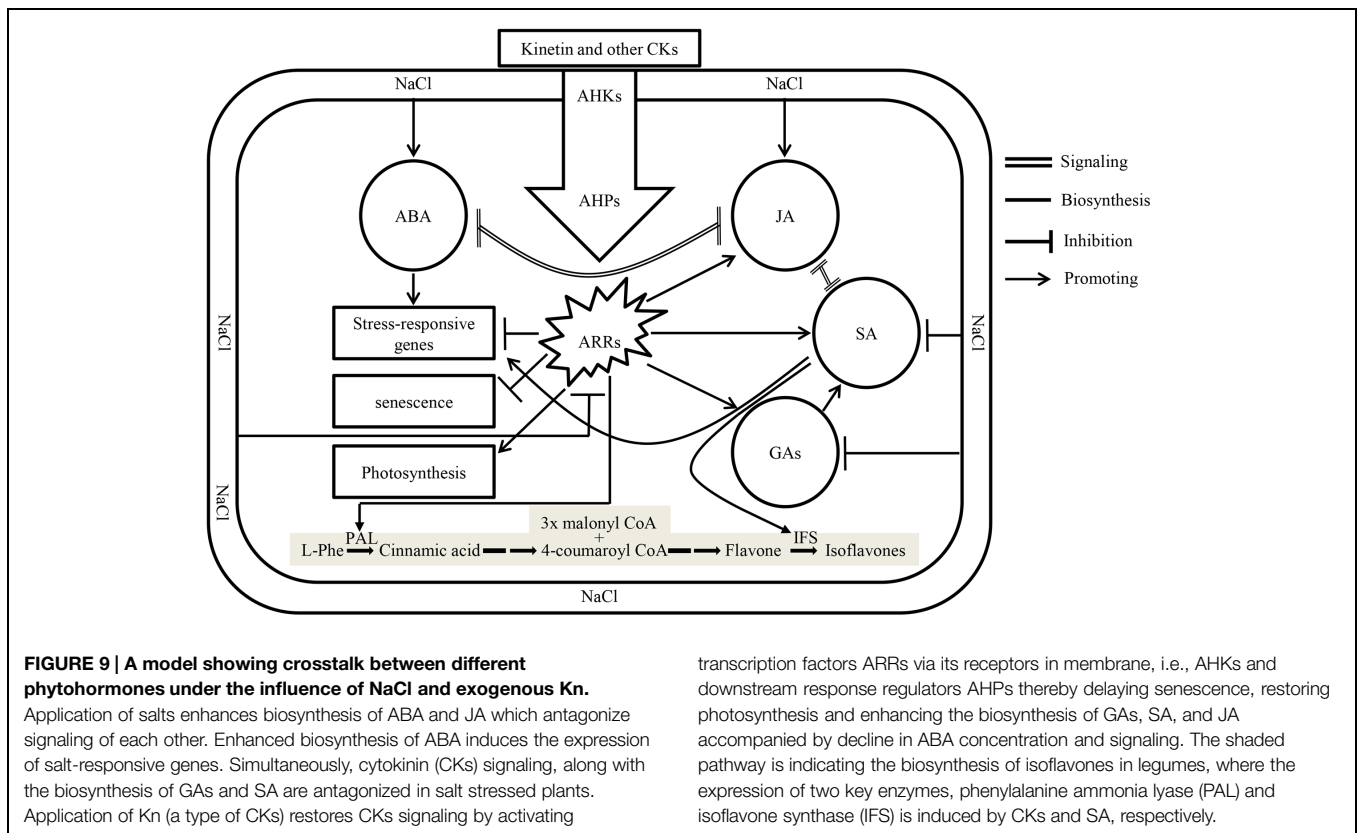 Kinetin and other CKs
NaCl
AHKs
NaCl
Signaling
AHPs
Biosynthesis
ABA
JA
Inhibition
Promoting
NaCl
Stress-responsive
genes
ARRs
SA
NaCl
senescence
Photosynthesis
GAs
NaCl
3x malonyl CoA
PAL
+
IFS
L-Phe
Cinnamic acid
4-coumaroyl CoA
Flavone
Isoflavones
NaCl
FIGURE 9 | A model showing crosstalk between different
phytohormones under the influence of NaCl and exogenous Kn.
Application of salts enhances biosynthesis of ABA and JA which antagonize
signaling of each other. Enhanced biosynthesis of ABA induces the expression
of salt-responsive genes. Simultaneously, cytokinin (CKs) signaling, along with
the biosynthesis of GAs and SA are antagonized in salt stressed plants.
Application of Kn (a type of CKs) restores CKs signaling by activating
transcription factors ARRs via its receptors in membrane, i.e., AHKs and
downstream response regulators AHPs thereby delaying senescence, restoring
photosynthesis and enhancing the biosynthesis of GAs, SA, and JA
accompanied by decline in ABA concentration and signaling. The shaded
pathway is indicating the biosynthesis of isoflavones in legumes, where the
expression of two key enzymes, phenylalanine ammonia lyase (PAL) and
isoflavone synthase (IFS) is induced by CKs and SA, respectively.